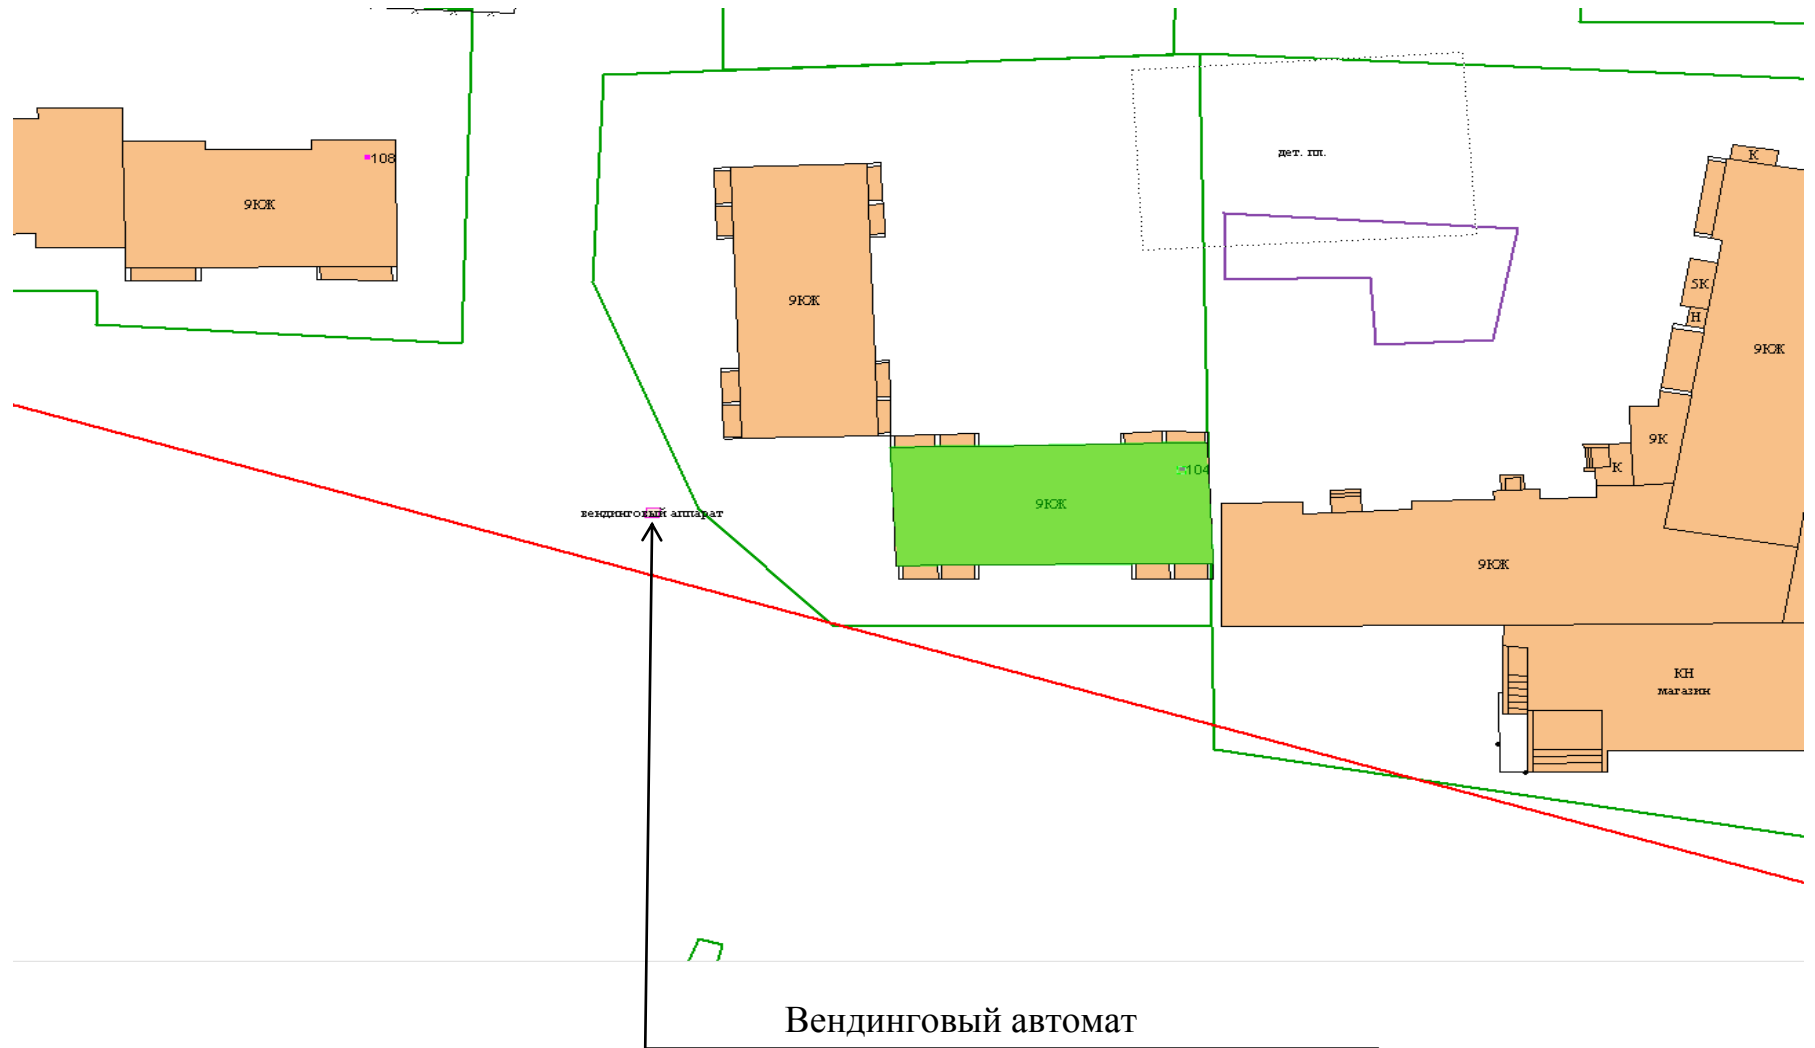 дет. пл.
К
108
9КЖ
5К
9КЖ
Н
9КЖ
9К
К
104
9КЖ
вендинговый аппарат
9КЖ
КН
магазин
Вендинговый автомат